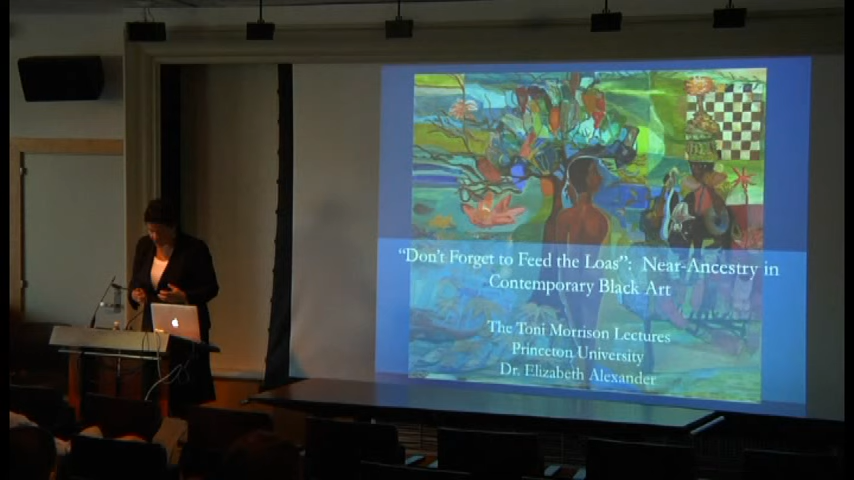 “Don't Forget to Feed the Loas”: Near-Ancestry in
Contemporary Black Art
The Toni Morrison Lectures
Princeton University
Dr. Elizabeth Alexander